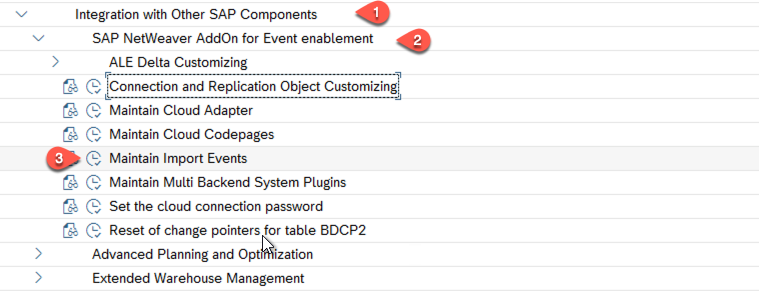 Integration with Other SAP Components 1
SAP NetWeaver AddOn for Event enablement 2
ALE Delta Customizing
Connection and Replication Object Customizing
Maintain Cloud Adapter
Maintain Cloud Codepages
3 Maintain Import Events
Maintain Multi Backend System Plugins
Set the cloud connection password
Reset of change pointers for table BDCP2
Advanced Planning and Optimization
Extended Warehouse Management